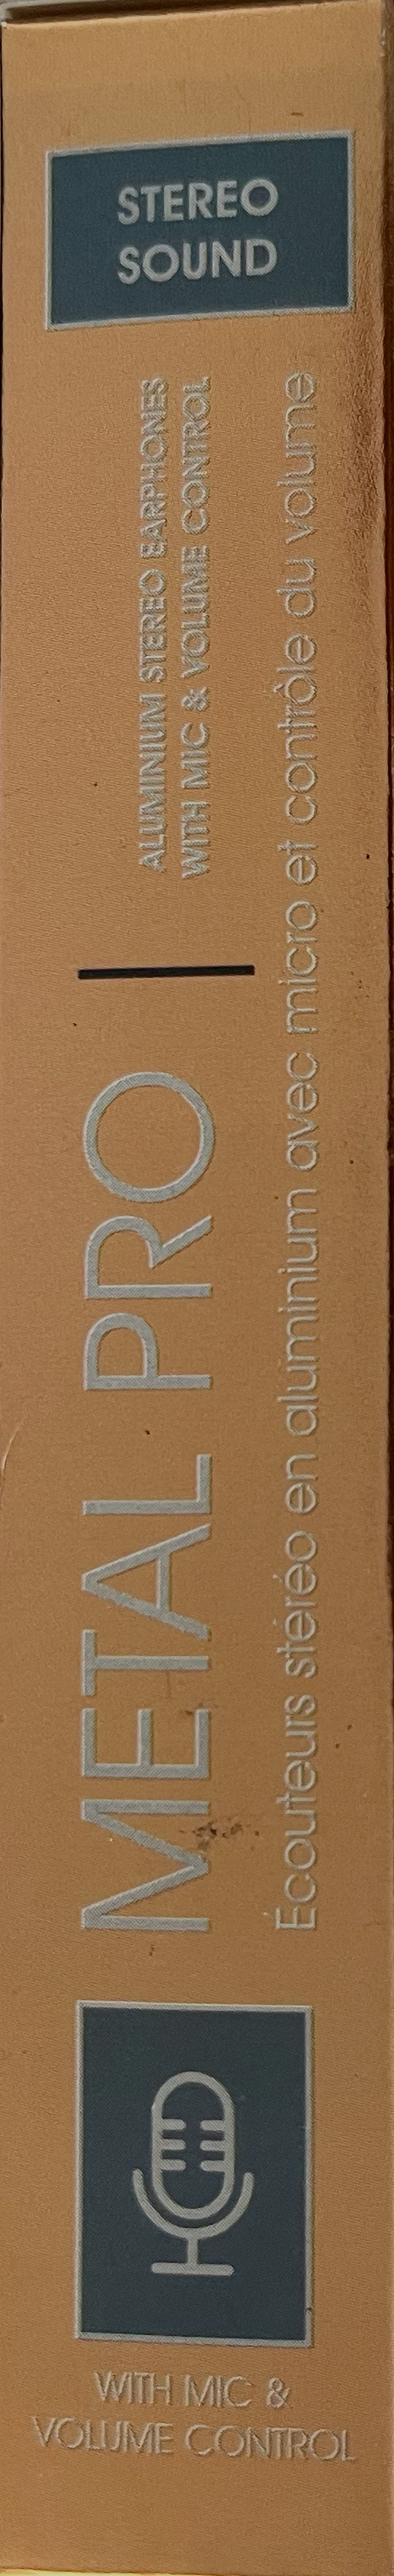 STEREO
SOUND
METAL PRO
ALUMINIUM STEREO EARPHONES
WITH MIC & VOLUME CONTROL
Écouteurs stéréo en aluminium avec micro et contrôle du volume
WITH MIC &
VOLUME CONTROL